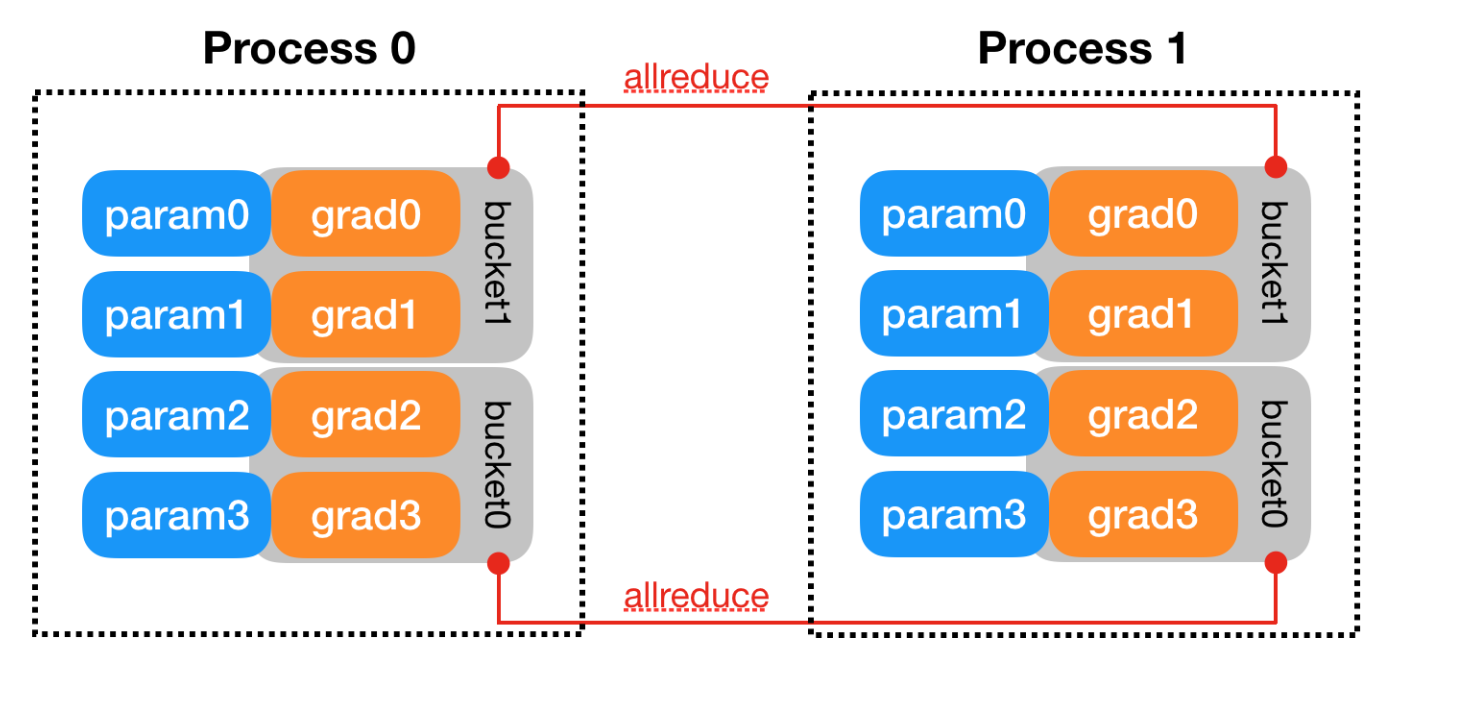 Process 0
Process 1
allreduce
param0 grad0
param1 grad1
bucket1
param2 grad2
param3 grad3
bucket0
param0 grad0
param1 grad1
bucket1
param2 grad2
param3 grad3
bucket0
allreduce